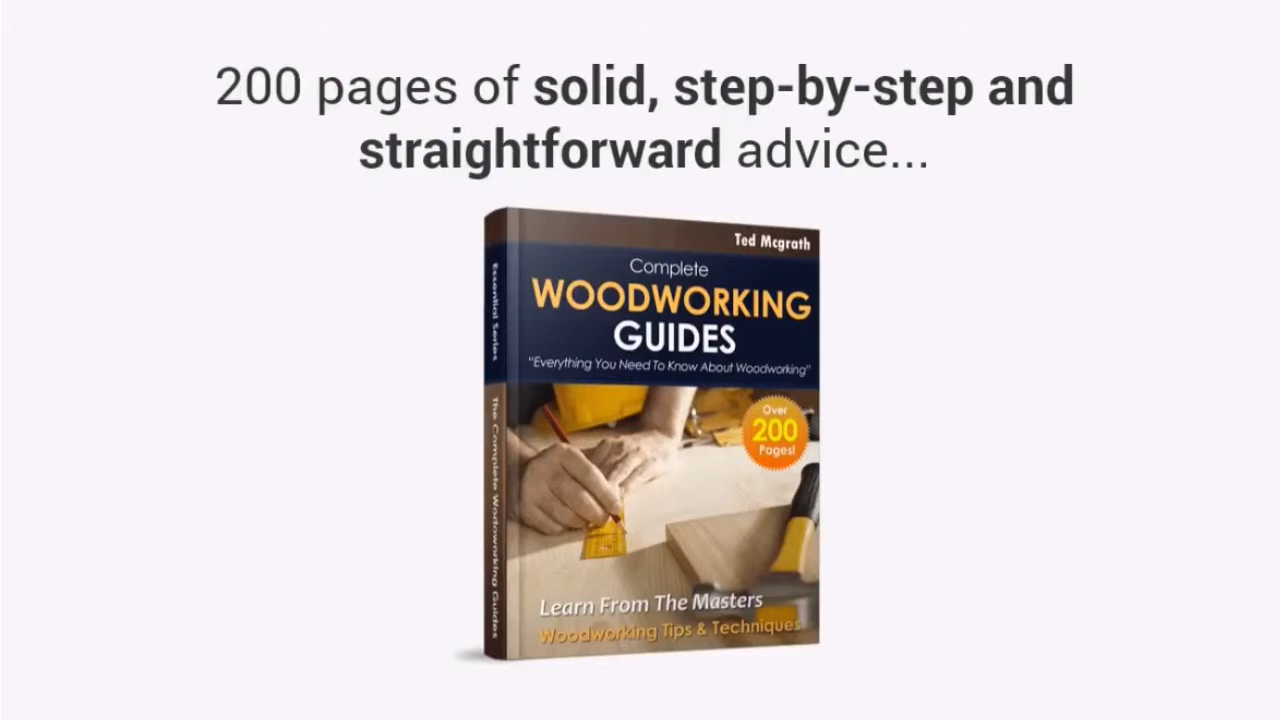 200 pages of solid, step-by-step and
straightforward advice...
Ted Mcgrath
Complete
WOODWORKING
GUIDES
"Everything You Need To Know About Woodworking"
Over
200
Pages!
Learn From The Masters
Woodworking Tips & Techniques
Essential Series
The Complete Wodoworking Guides